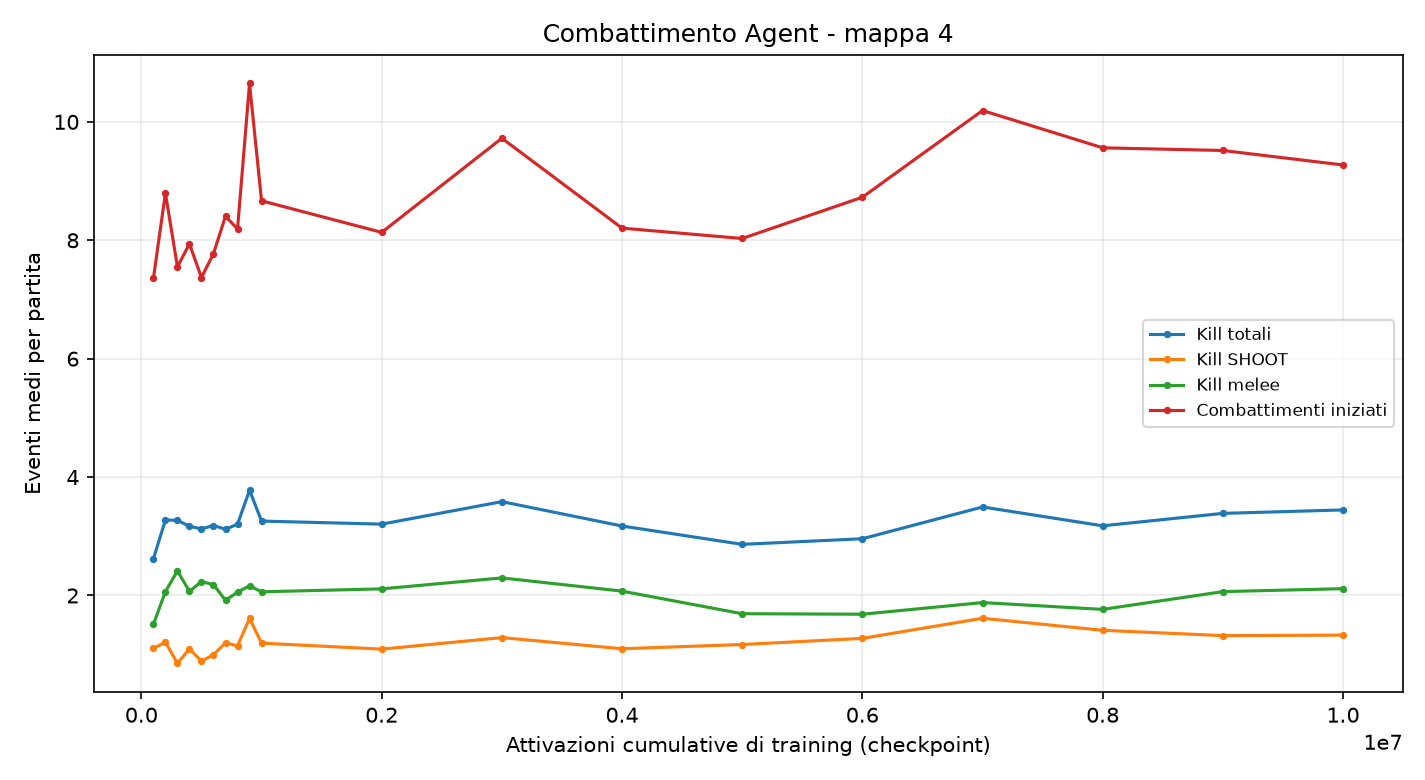 Combattimento Agent - mappa 4
Eventi medi per partita
10
8
6
4
2
Kill totali
Kill SHOOT
Kill melee
Combattimenti iniziati
0.0 0.2 0.4 0.6 0.8 1.0
1e7
Attivazioni cumulative di training (checkpoint)